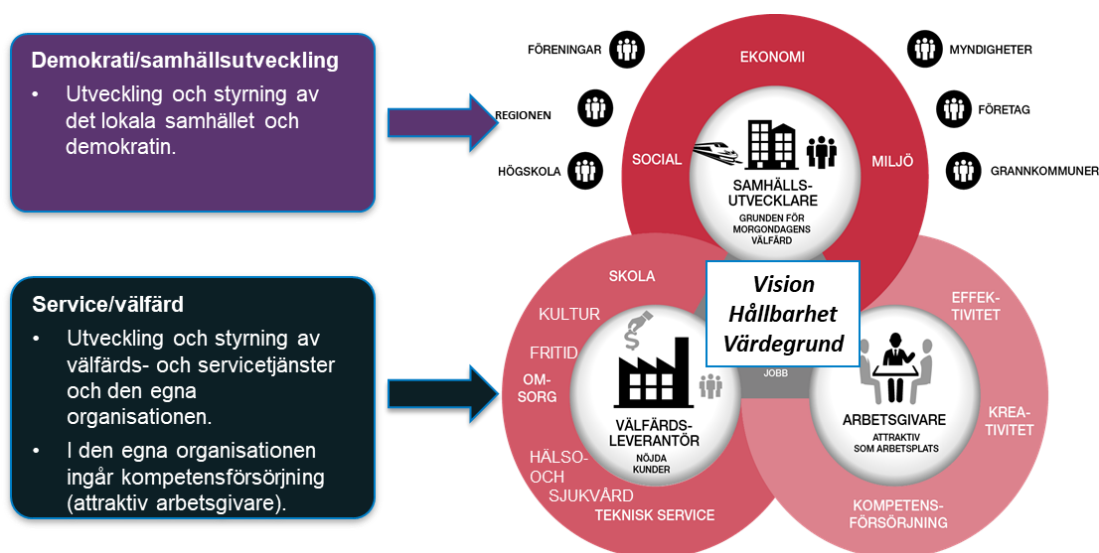 Demokrati/samhällsutveckling
• Utveckling och styrning av
det lokala samhället och
demokratin.
Service/välfärd
• Utveckling och styrning av
välfärds- och servicetjänster
och den egna
organisationen.
• I den egna organisationen
ingår kompetensförsörjning
(attraktiv arbetsgivare).
FÖRENINGAR
REGIONEN
HÖGSKOLA
MYNDIGHETER
FÖRETAG
GRANNKOMMUNER
EKONOMI
SOCIAL
MILJÖ
SAMHÄLLS-
UTVECKLARE
GRUNDEN FÖR
MORGONDAGENS
VÄLFÄRD
Vision
Hållbarhet
Värdegrund
JOBB
SKOLA
KULTUR
FRITID
OM-
SORG
HÄLSO-
OCH
SJUKVÅRD
TEKNISK SERVICE
VÄLFÄRDS-
LEVERANTÖR
NÖJDA
KUNDER
EFFEK-
TIVITET
KREA-
TIVITET
KOMPETENS-
FÖRSÖRJNING
ARBETSGIVARE
ATTRAKTIV
SOM ARBETSPLATS